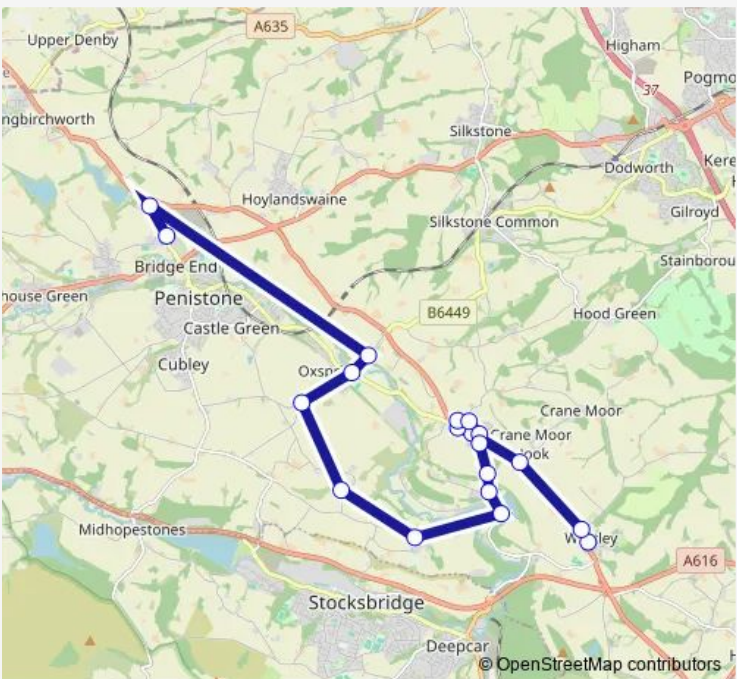 A635
Upper Denby
Higham
Pogmo
37
ngbirchworth
Silkstone
Dodworth
Kere
Hoylandswaine
Gilroyd
Silkstone Common
Stainborou
Bridge End
house Green
Penistone
B6449
Hood Green
Castle Green
Cubley
Oxsp
Crane Moor
Crane Moor
ook
Midhopestones
W
rtley
A616
Stocksbridge
Deepcar
© OpenStreetMap contributors